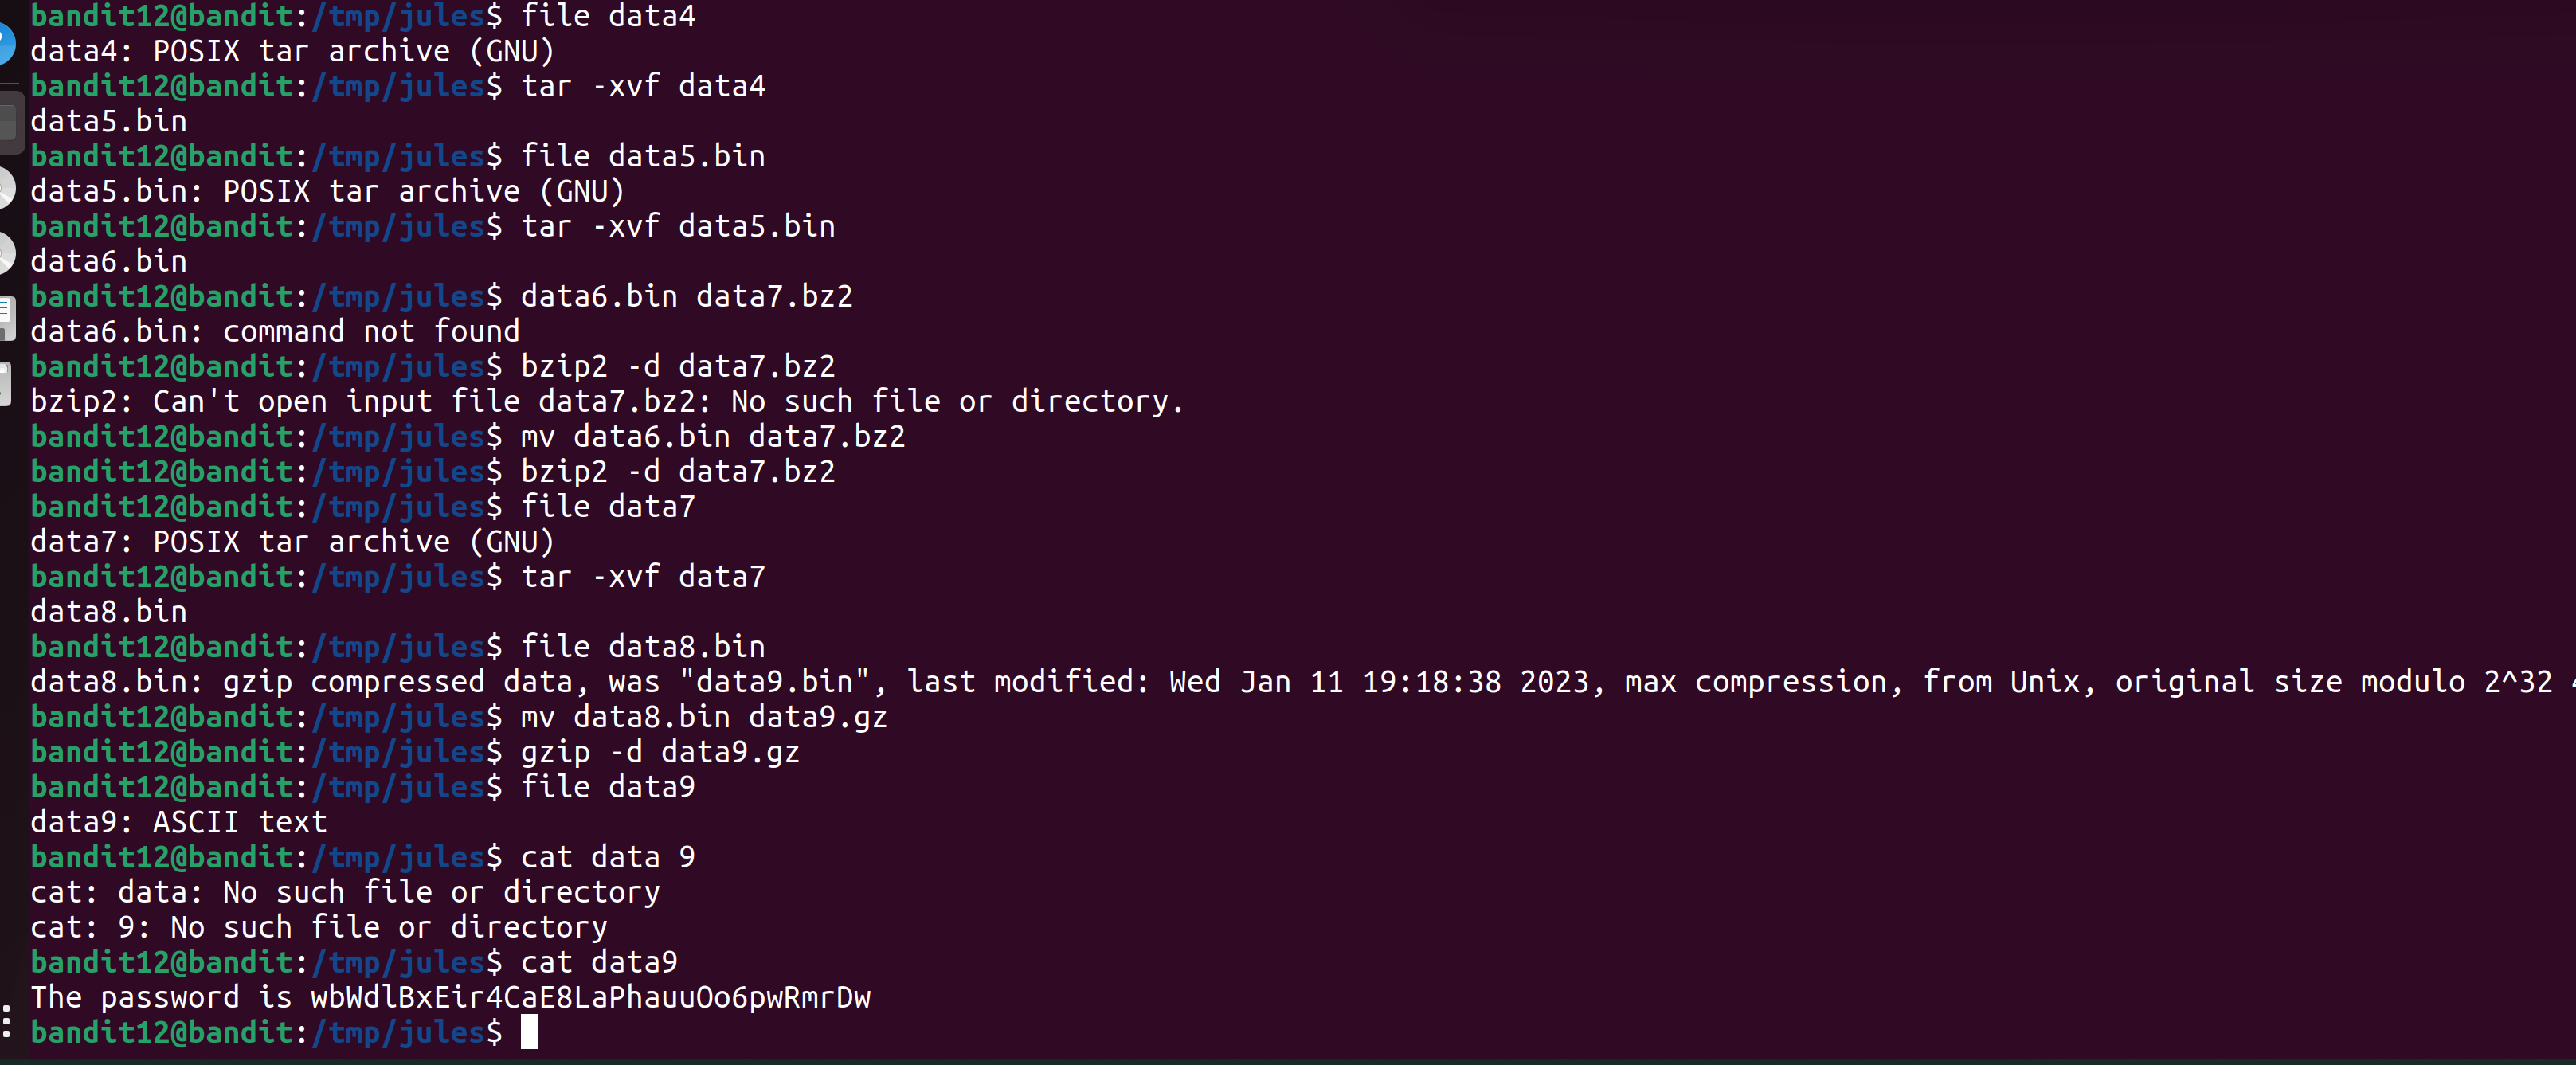 bandit12@bandit:/tmp/jules$ file data4
data4: POSIX tar archive (GNU)
bandit12@bandit:/tmp/jules$ tar -xvf data4
data5.bin
bandit12@bandit:/tmp/jules$ file data5.bin
data5.bin: POSIX tar archive (GNU)
bandit12@bandit:/tmp/jules$ tar -xvf data5.bin
data6.bin
bandit12@bandit:/tmp/jules$ data6.bin data7.bz2
data6.bin: command not found
bandit12@bandit:/tmp/jules$ bzip2 -d data7.bz2
bzip2: Can't open input file data7.bz2: No such file or directory.
bandit12@bandit:/tmp/jules$ mv data6.bin data7.bz2
bandit12@bandit:/tmp/jules$ bzip2 -d data7.bz2
bandit12@bandit:/tmp/jules$ file data7
data7: POSIX tar archive (GNU)
bandit12@bandit:/tmp/jules$ tar -xvf data7
data8.bin
bandit12@bandit:/tmp/jules$ file data8.bin
data8.bin: gzip compressed data, was "data9.bin", last modified: Wed Jan 11 19:18:38 2023, max compression, from Unix, original size modulo 2^32
bandit12@bandit:/tmp/jules$ mv data8.bin data9.gz
bandit12@bandit:/tmp/jules$ gzip -d data9.gz
bandit12@bandit:/tmp/jules$ file data9
data9: ASCII text
bandit12@bandit:/tmp/jules$ cat data 9
cat: data: No such file or directory
cat: 9: No such file or directory
bandit12@bandit:/tmp/jules$ cat data9
The password is wbWdlBxEir4CaE8LaPhauuOo6pwRmrDw
bandit12@bandit:/tmp/jules$